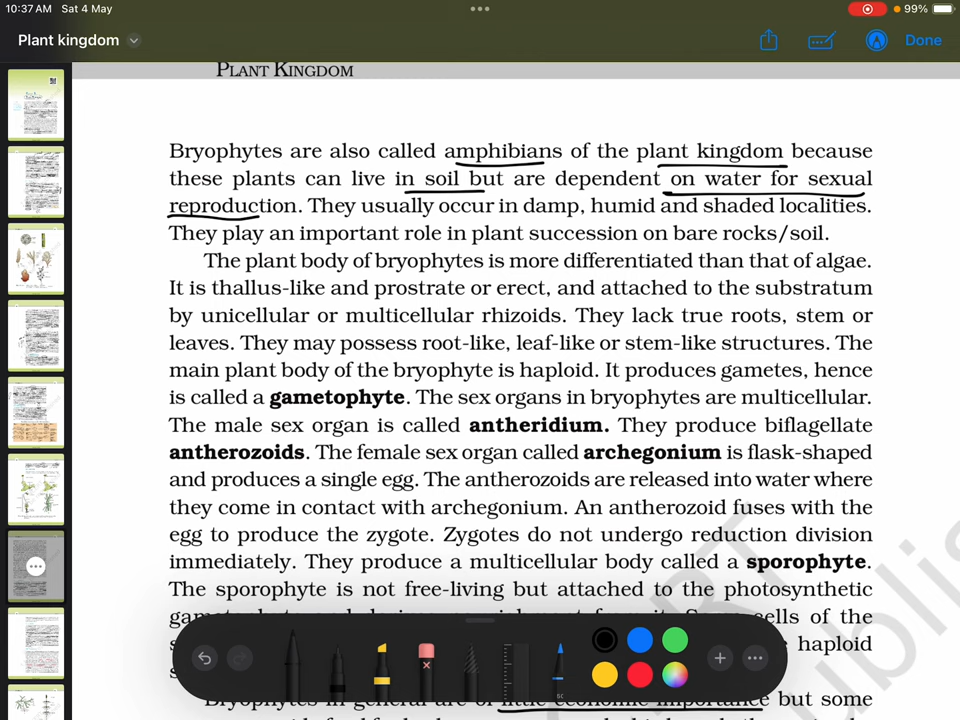 10:37 AM Sat 4 May
99%
Plant kingdom
Done
PLANT KINGDOM
Bryophytes are also called amphibians of the plant kingdom because
these plants can live in soil but are dependent on water for sexual
reproduction. They usually occur in damp, humid and shaded localities.
They play an important role in plant succession on bare rocks/soil.
The plant body of bryophytes is more differentiated than that of algae.
It is thallus-like and prostrate or erect, and attached to the substratum
by unicellular or multicellular rhizoids. They lack true roots, stem or
leaves. They may possess root-like, leaf-like or stem-like structures. The
main plant body of the bryophyte is haploid. It produces gametes, hence
is called a gametophyte. The sex organs in bryophytes are multicellular.
The male sex organ is called antheridium. They produce biflagellate
antherozoids. The female sex organ called archegonium is flask-shaped
and produces a single egg. The antherozoids are released into water where
they come in contact with archegonium. An antherozoid fuses with the
egg to produce the zygote. Zygotes do not undergo reduction division
immediately. They produce a multicellular body called a sporophyte.
The sporophyte is not free-living but attached to the photosynthetic
cells of the
haploid
Bryophytes in general are of little economic importance but some